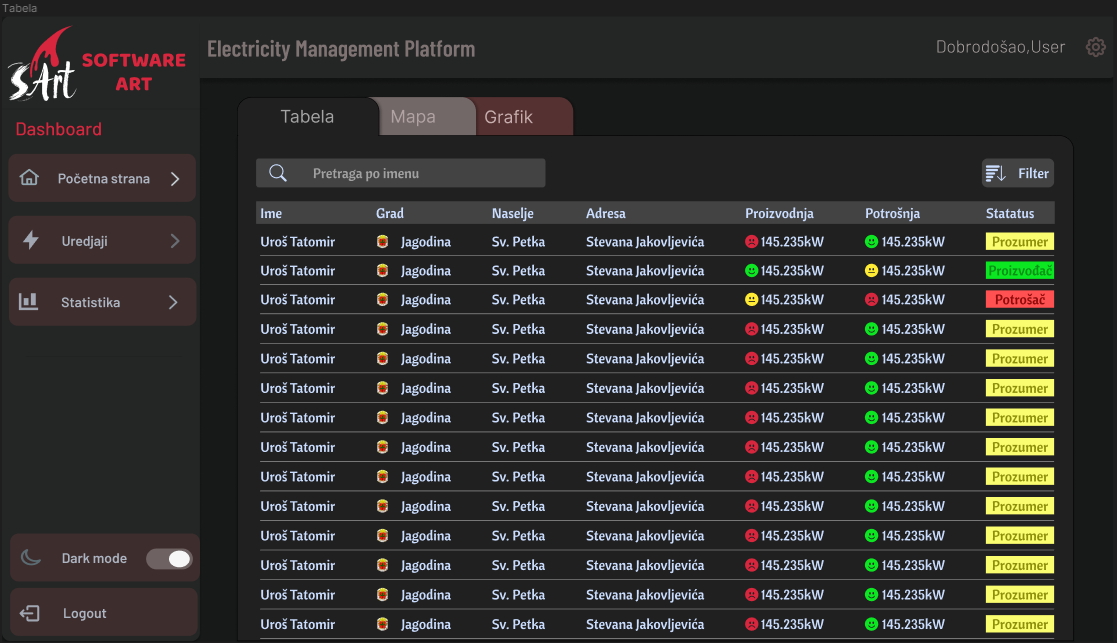 Tabela
SArt SOFTWARE ART
Electricity Management Platform
Dobrodošao,User
Dashboard
Početna strana
Uredjaji
Statistika
Dark mode
Logout
Tabela Mapa Grafik
Pretraga po imenu
Filter
Ime Grad Naselje Adresa Proizvodnja Potrošnja Statatus
Uroš Tatomir Jagodina Sv. Petka Stevana Jakovljevića 145.235kW 145.235kW Prozumer
Uroš Tatomir Jagodina Sv. Petka Stevana Jakovljevića 145.235kW 145.235kW Proizvođač
Uroš Tatomir Jagodina Sv. Petka Stevana Jakovljevića 145.235kW 145.235kW Potrošač
Uroš Tatomir Jagodina Sv. Petka Stevana Jakovljevića 145.235kW 145.235kW Prozumer
Uroš Tatomir Jagodina Sv. Petka Stevana Jakovljevića 145.235kW 145.235kW Prozumer
Uroš Tatomir Jagodina Sv. Petka Stevana Jakovljevića 145.235kW 145.235kW Prozumer
Uroš Tatomir Jagodina Sv. Petka Stevana Jakovljevića 145.235kW 145.235kW Prozumer
Uroš Tatomir Jagodina Sv. Petka Stevana Jakovljevića 145.235kW 145.235kW Prozumer
Uroš Tatomir Jagodina Sv. Petka Stevana Jakovljevića 145.235kW 145.235kW Prozumer
Uroš Tatomir Jagodina Sv. Petka Stevana Jakovljevića 145.235kW 145.235kW Prozumer
Uroš Tatomir Jagodina Sv. Petka Stevana Jakovljevića 145.235kW 145.235kW Prozumer
Uroš Tatomir Jagodina Sv. Petka Stevana Jakovljevića 145.235kW 145.235kW Prozumer
Uroš Tatomir Jagodina Sv. Petka Stevana Jakovljevića 145.235kW 145.235kW Prozumer
Uroš Tatomir Jagodina Sv. Petka Stevana Jakovljevića 145.235kW 145.235kW Prozumer